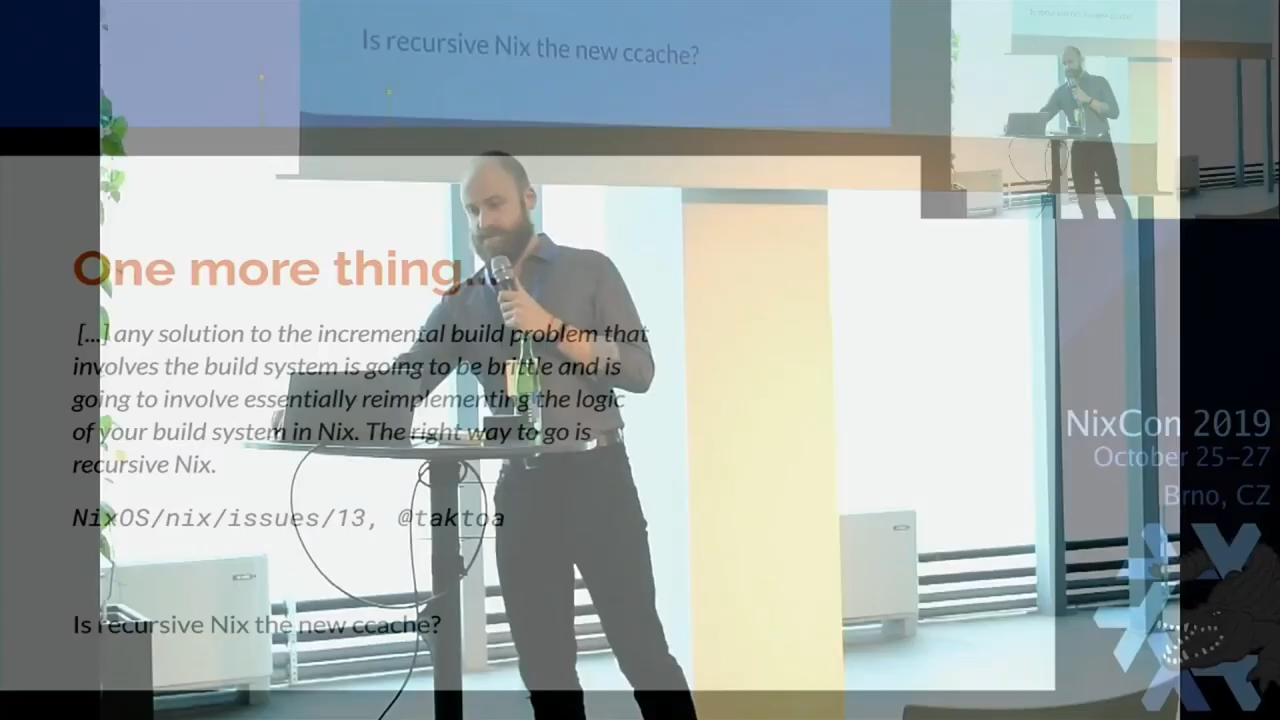 Is recursive Nix the new ccache?
One more thing...
[...] any solution to the incremental build problem that
involves the build system is going to be brittle and is
going to involve essentially reimplementing the logic
of your build system in Nix. The right way to go is
recursive Nix.
NixOS/nix/issues/13, @taktoa
Is recursive Nix the new ccache?
NixCon 2019
October 25–27
Brno, CZ